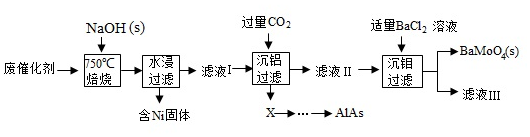 NaOH (s)
过量CO2
适量BaCl2 溶液
废催化剂
750℃
焙烧
水浸
过滤
滤液Ⅰ
沉铝
过滤
滤液Ⅱ
沉钼
过滤
BaMoO4(s)
滤液Ⅲ
含Ni固体
X
···
AlAs